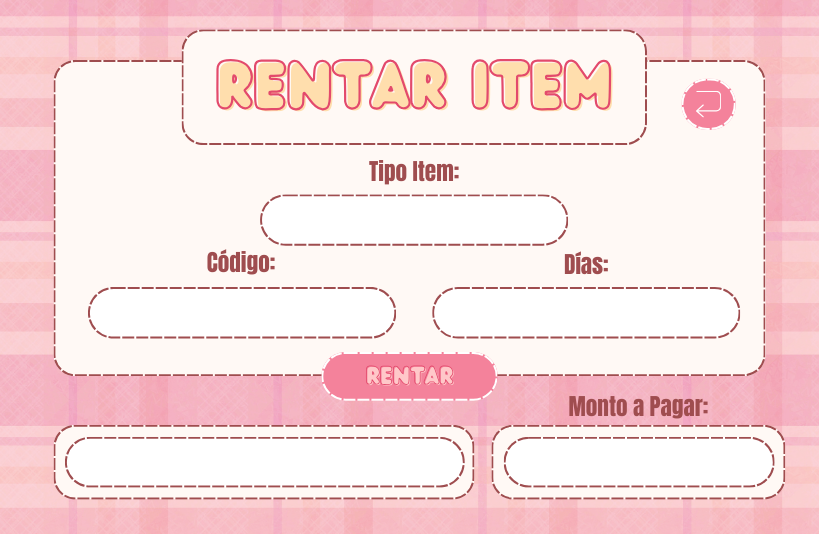 RENTAR ITEM
Tipo Item:
Código:
Días:
RENTAR
Monto a Pagar: